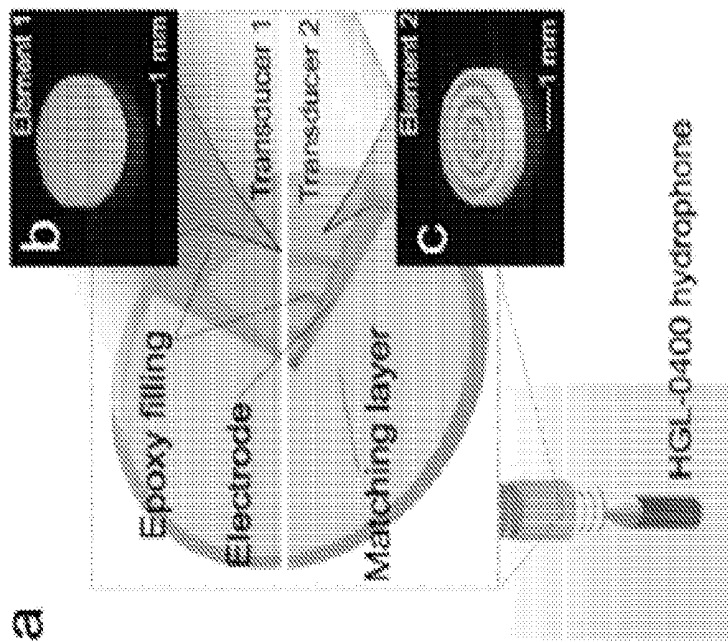 a
b
Element 1
1 mm
Epoxy filling
Electrode
Transducer 1
Transducer 2
Matching layer
c
Element 2
1 mm
HGL-0400 hydrophone